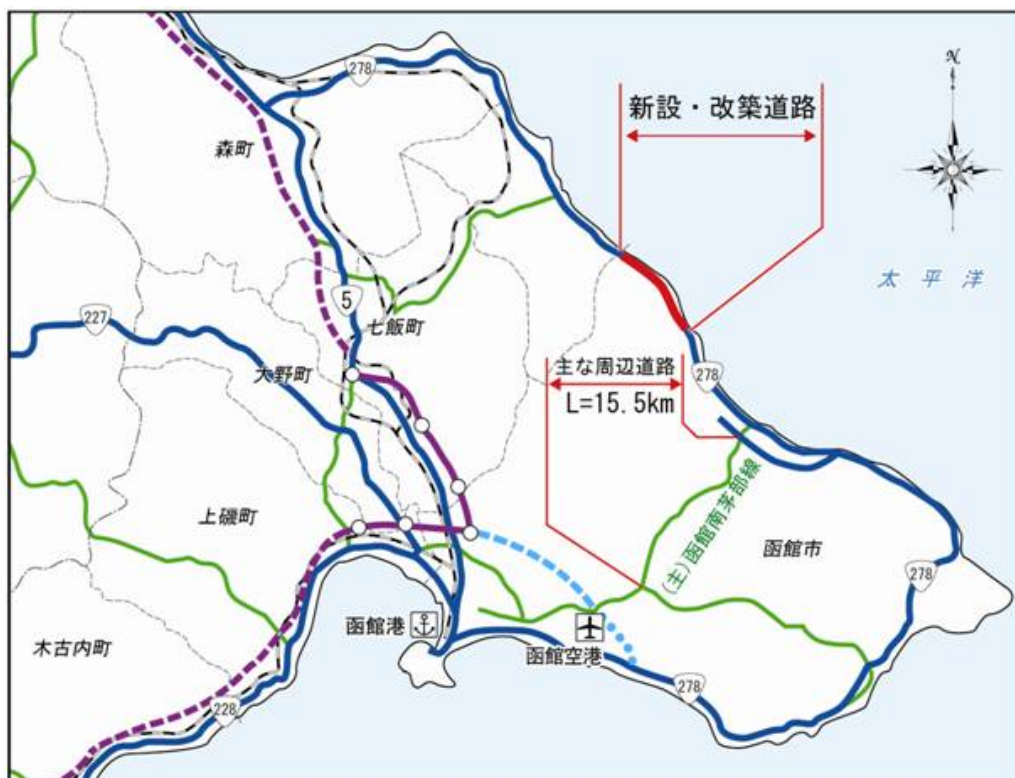 278
N
新設・改築道路
森町
太平洋
5
227
七飯町
大野町
主な周辺道路
L=15.5km
278
(主)函館南茅部線
上磯町
函館市
278
函館港
函館空港
木古内町
278
228